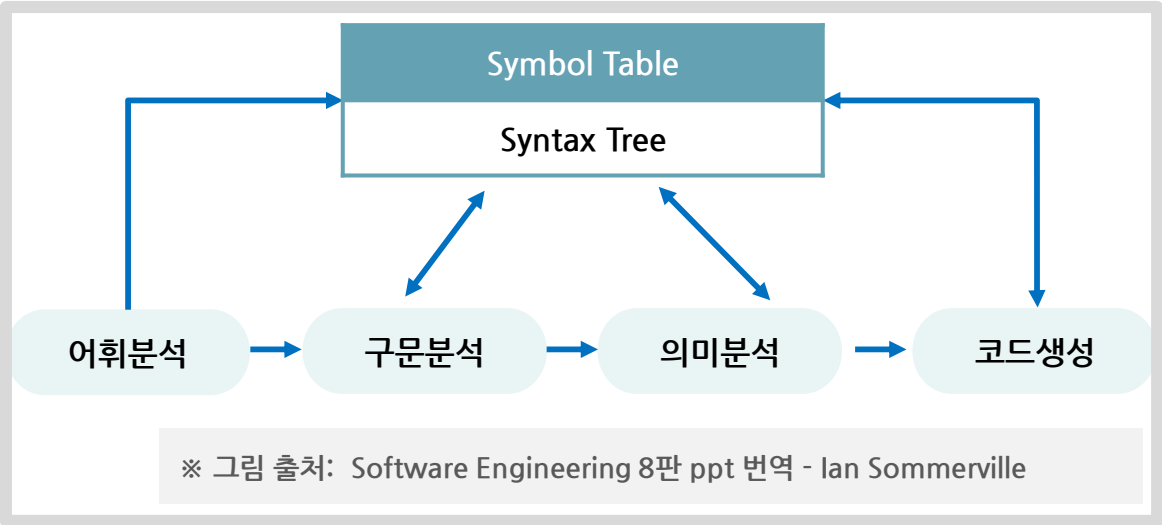 Symbol Table
Syntax Tree
어휘분석
구문분석
의미분석
코드생성
※ 그림 출처: Software Engineering 8판 ppt 번역 - Ian Sommerville